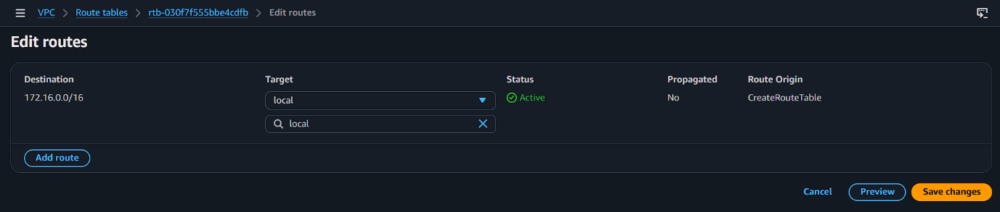 VPC > Route tables > rtb-030f7f555bbe4cdfb > Edit routes
Edit routes
Destination Target Status Propagated Route Origin
172.16.0.0/16 local Active No CreateRouteTable
local
Add route
Cancel Preview Save changes